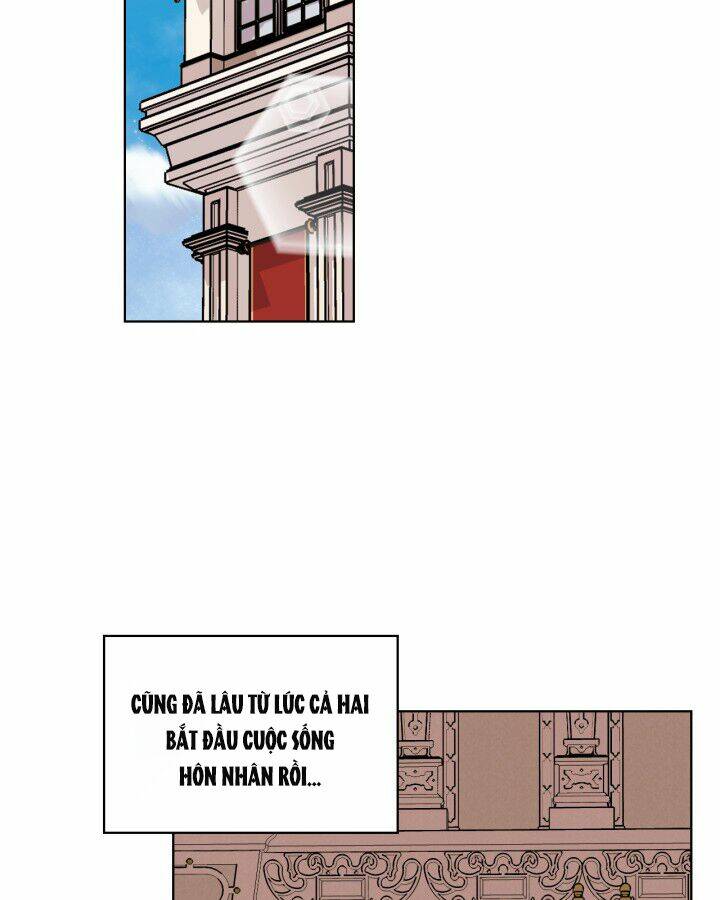 CŨNG ĐÃ LÂU TỪ LÚC CẢ HAI
BẮT ĐẦU CUỘC SỐNG
HÔN NHÂN RỒI...